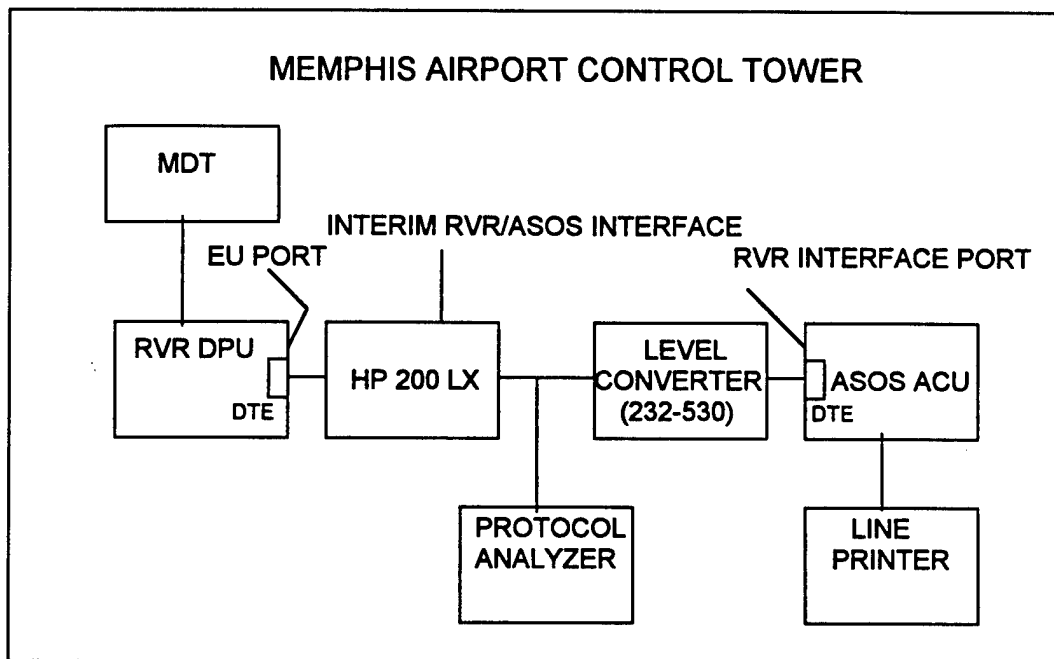 MEMPHIS AIRPORT CONTROL TOWER
MDT
INTERIM RVR/ASOS INTERFACE
EU PORT
RVR INTERFACE PORT
RVR DPU
DTE
HP 200 LX
LEVEL
CONVERTER
(232-530)
ASOS ACU
DTE
PROTOCOL
ANALYZER
LINE
PRINTER